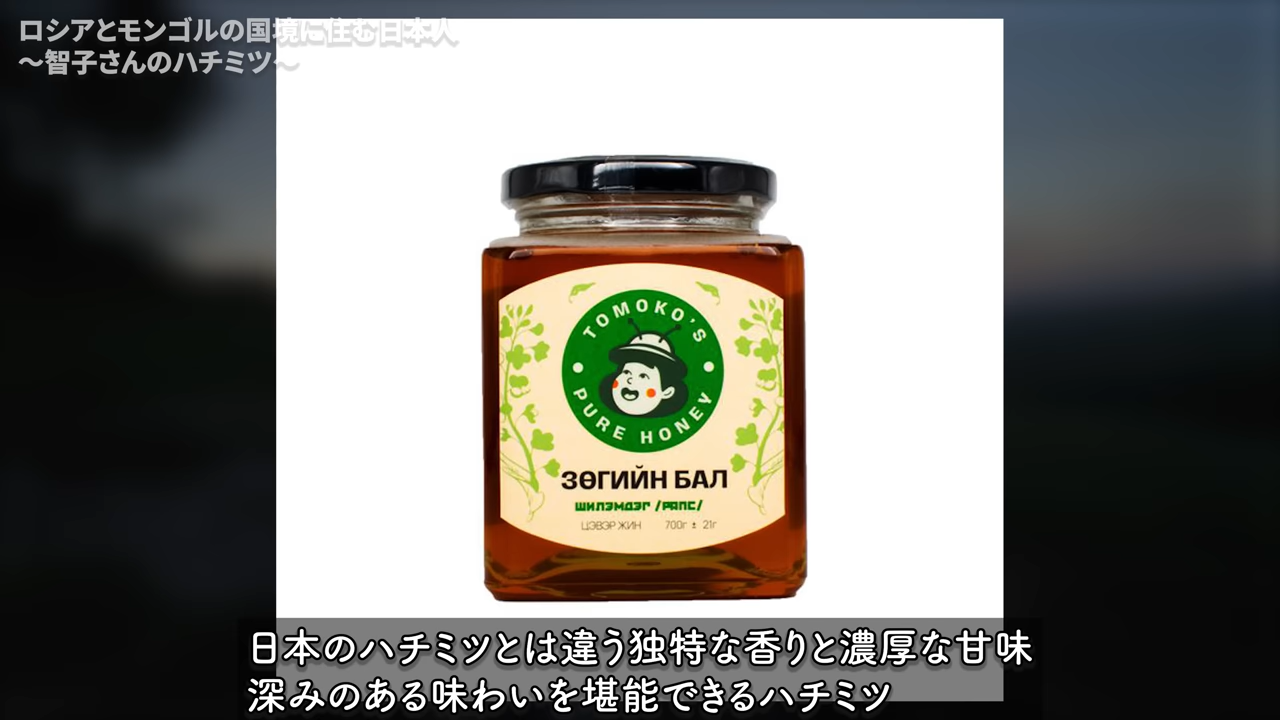 ロシアとモンゴルの国境に住む日本人
〜智子さんのハチミツ〜
TOMOKO'S
PURE HONEY
ЗӨГИЙН БАЛ
ШИЛЭМДЭГ /РАПС/
ЦЭВЭР ЖИН 700г ± 21г
日本のハチミツとは違う独特な香りと濃厚な甘味
深みのある味わいを堪能できるハチミツ